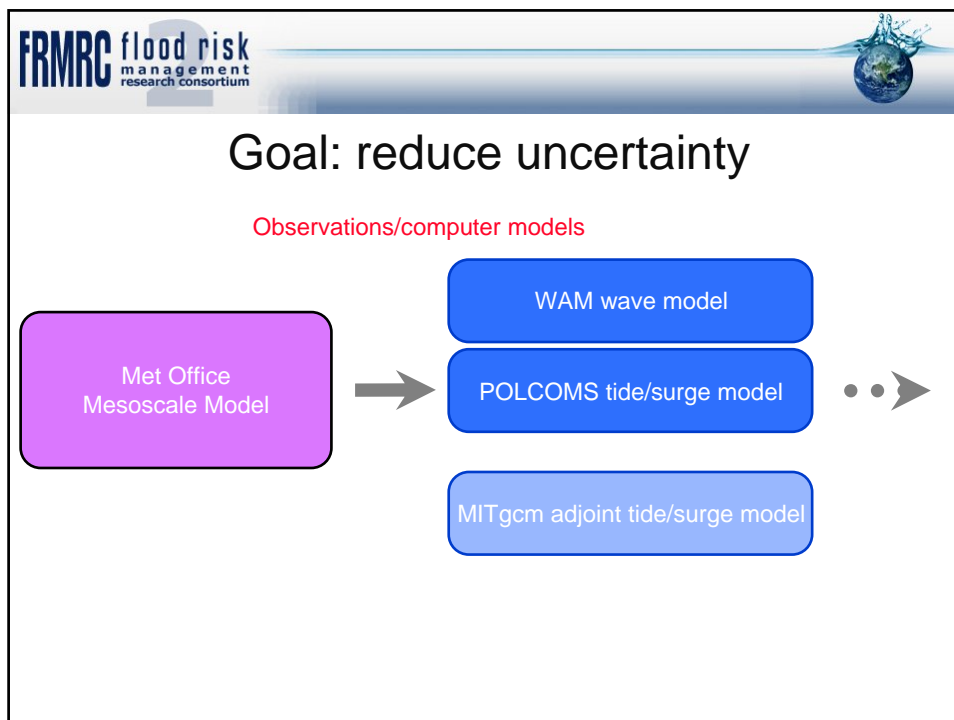 FRMRC flood risk
management
research consortium
2
Goal: reduce uncertainty
Observations/computer models
WAM wave model
Met Office
Mesoscale Model
POLCOMS tide/surge model
MITgcm adjoint tide/surge model